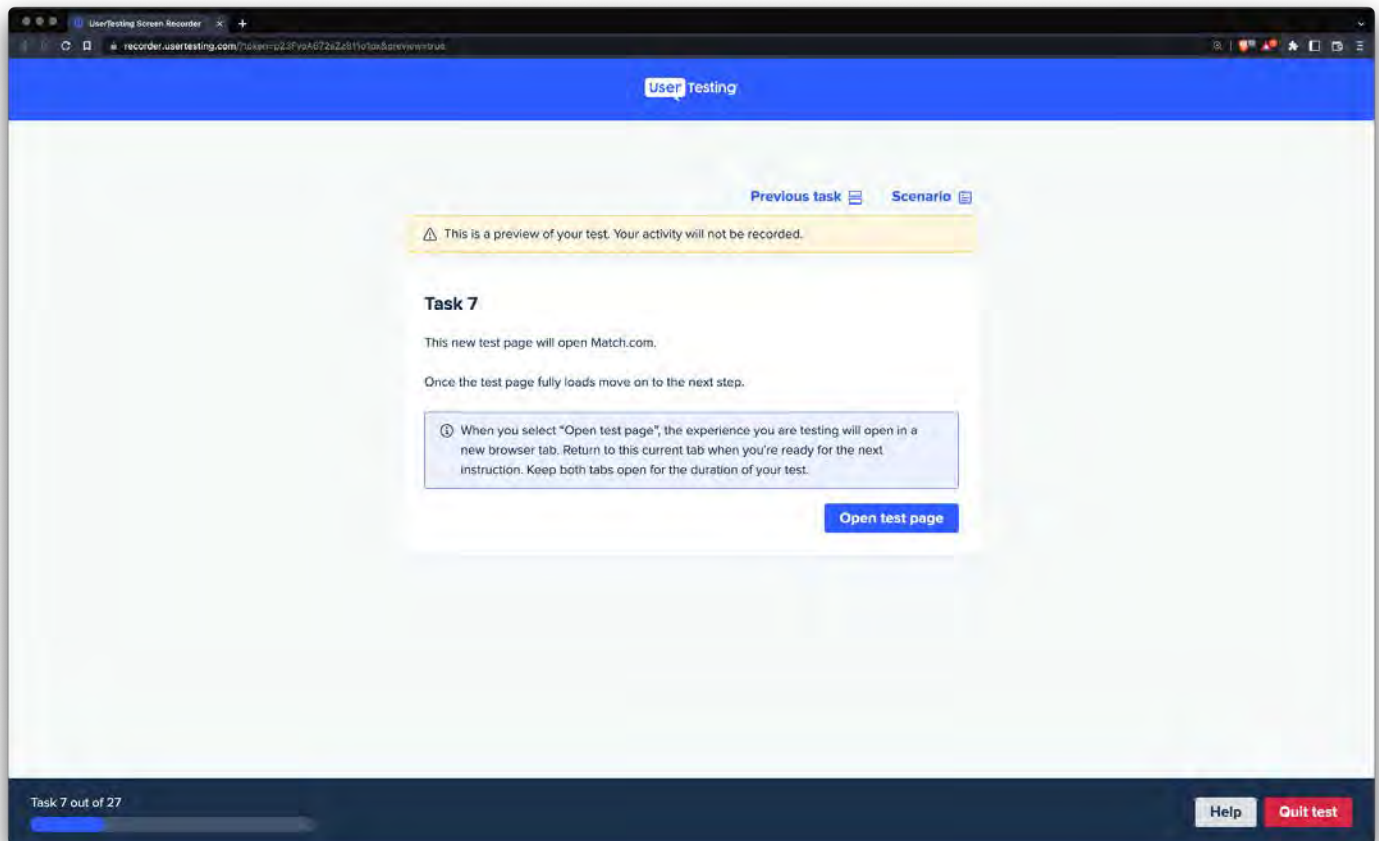 UserTesting Screen Recorder
recorder.usertesting.com/
User Testing
Previous task
Scenario
This is a preview of your test. Your activity will not be recorded.
Task 7
This new test page will open Match.com.
Once the test page fully loads move on to the next step.
When you select "Open test page", the experience you are testing will open in a
new browser tab. Return to this current tab when you're ready for the next
instruction. Keep both tabs open for the duration of your test.
Open test page
Task 7 out of 27
Help
Quit test